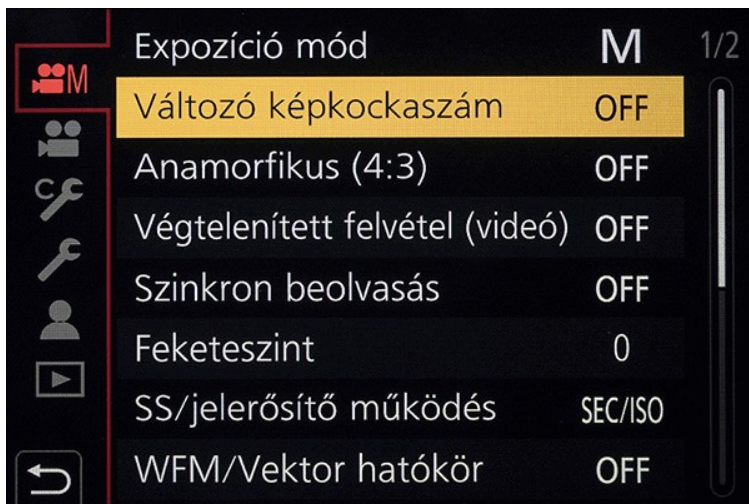 Expozíció mód M 1/2
M
Változó képkockaszám OFF
Anamorfikus (4:3) OFF
C
Végtelenített felvétel (videó) OFF
Szinkron beolvasás OFF
Feketeszint 0
SS/jelerősítő működés SEC/ISO
WFM/Vektor hatókör OFF